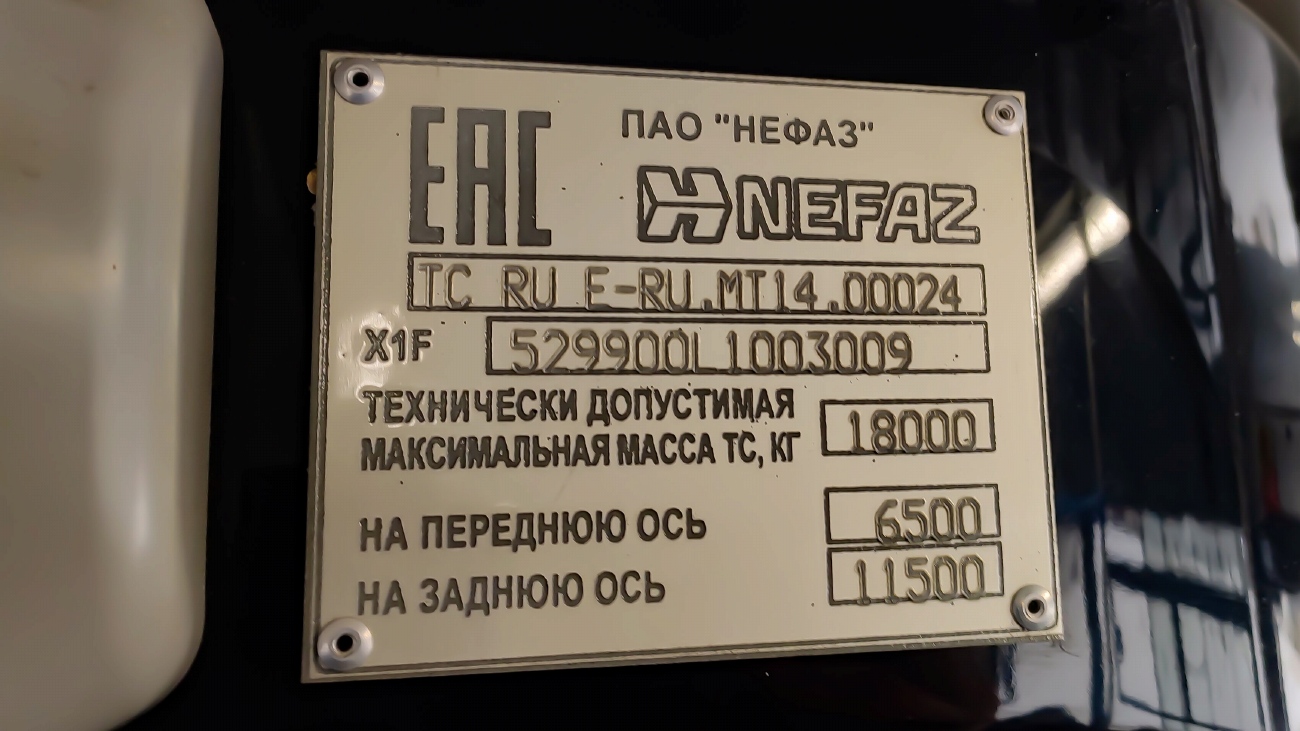 EAC
ПАО "НЕФАЗ"
NEFAZ
TC RU E-RU.MT14.00024
X1F 529900L1003009
ТЕХНИЧЕСКИ ДОПУСТИМАЯ
МАКСИМАЛЬНАЯ МАССА ТС, КГ 18000
НА ПЕРЕДНЮЮ ОСЬ 6500
НА ЗАДНЮЮ ОСЬ 11500